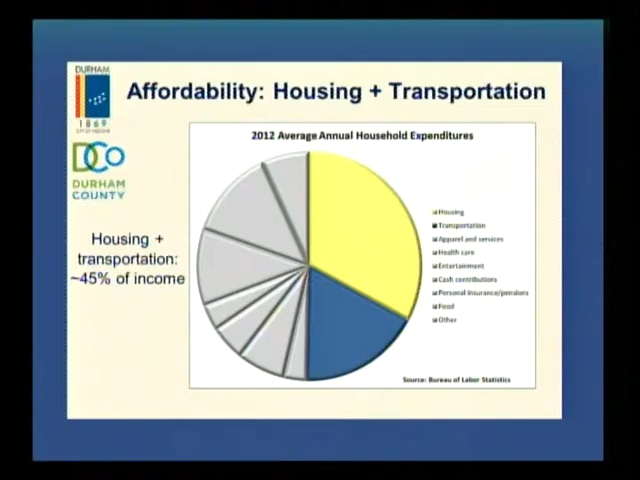 DURHAM
1869
CITY OF MEDICINE
DCO
DURHAM
COUNTY
Affordability: Housing + Transportation
Housing +
transportation:
~45% of income
2012 Average Annual Household Expenditures
Housing
Transportation
Apparel and services
Health care
Entertainment
Cash contributions
Personal insurance/pensions
Food
Other
Source: Bureau of Labor Statistics